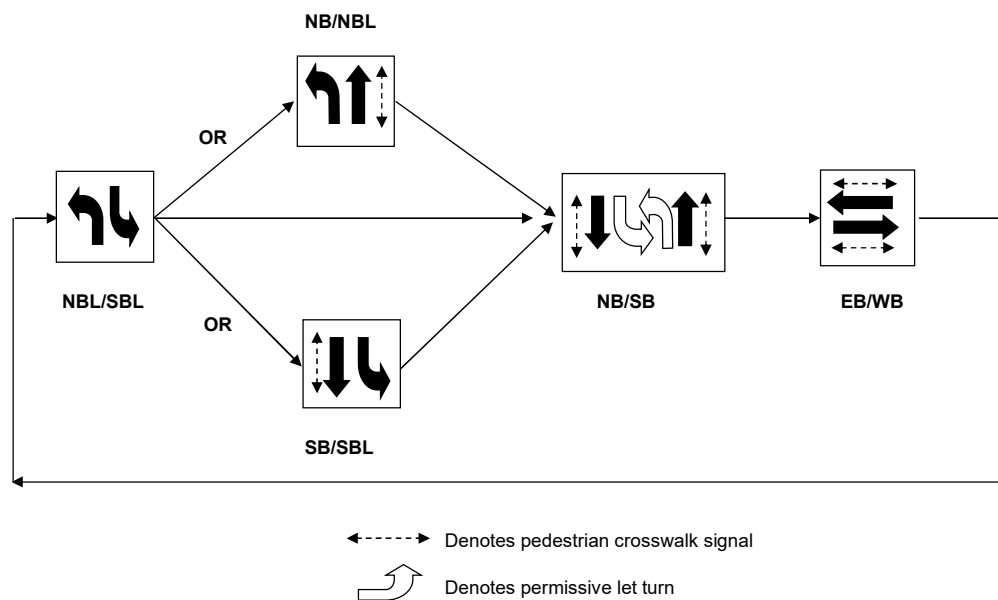 NB/NBL
OR
NBL/SBL
NB/SB
EB/WB
OR
SB/SBL
Denotes pedestrian crosswalk signal
Denotes permissive let turn